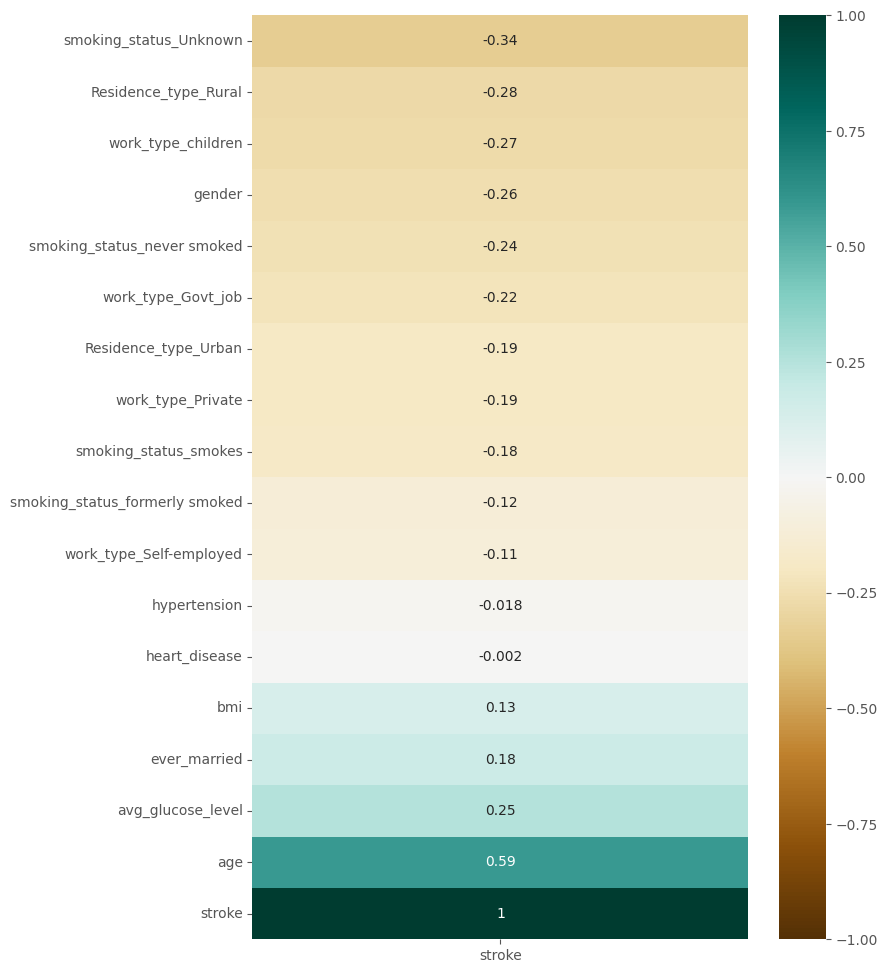 smoking_status_Unknown -0.34
Residence_type_Rural -0.28
work_type_children -0.27
gender -0.26
smoking_status_never smoked -0.24
work_type_Govt_job -0.22
Residence_type_Urban -0.19
work_type_Private -0.19
smoking_status_smokes -0.18
smoking_status_formerly smoked -0.12
work_type_Self-employed -0.11
hypertension -0.018
heart_disease -0.002
bmi 0.13
ever_married 0.18
avg_glucose_level 0.25
age 0.59
stroke 1
stroke
1.00
0.75
0.50
0.25
0.00
−0.25
−0.50
−0.75
−1.00